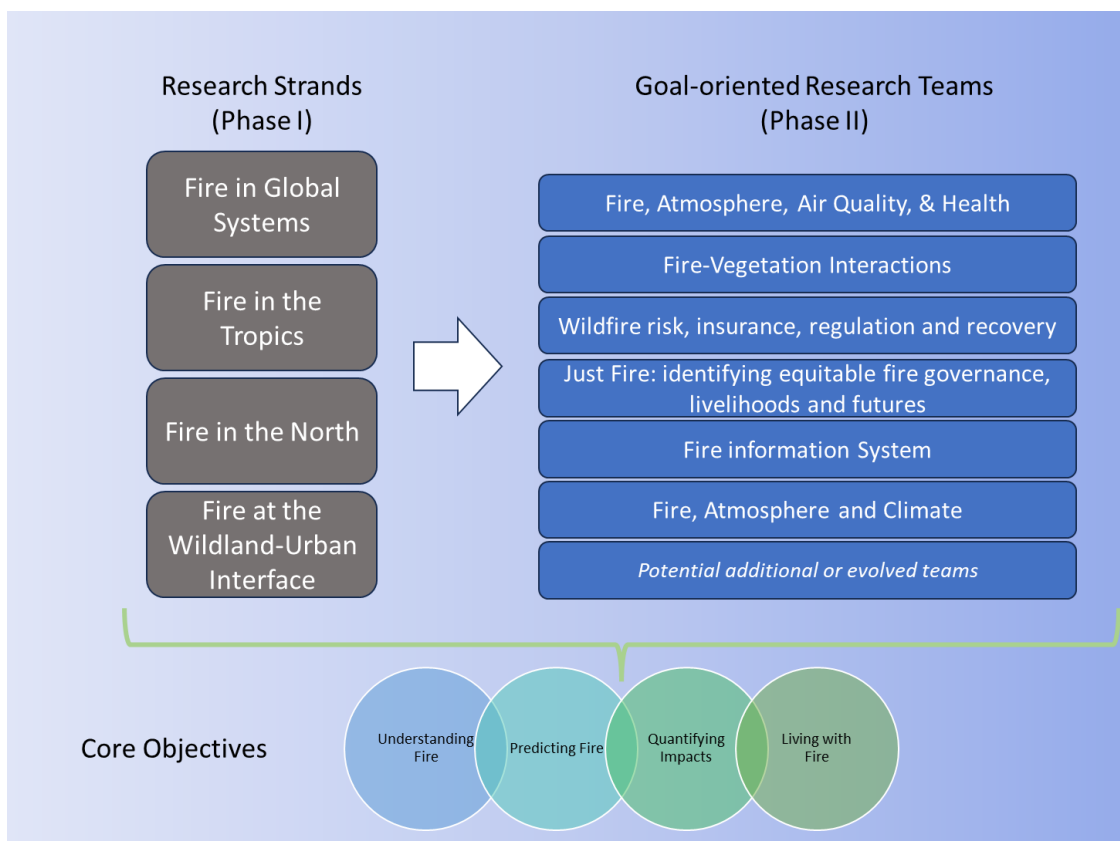 Research Strands
(Phase I)
Fire in Global
Systems
Fire in the
Tropics
Fire in the North
Fire at the
Wildland-Urban
Interface
Goal-oriented Research Teams
(Phase II)
Fire, Atmosphere, Air Quality, & Health
Fire-Vegetation Interactions
Wildfire risk, insurance, regulation and recovery
Just Fire: identifying equitable fire governance,
livelihoods and futures
Fire information System
Fire, Atmosphere and Climate
Potential additional or evolved teams
Core Objectives
Understanding
Fire
Predicting Fire
Quantifying
Impacts
Living with
Fire